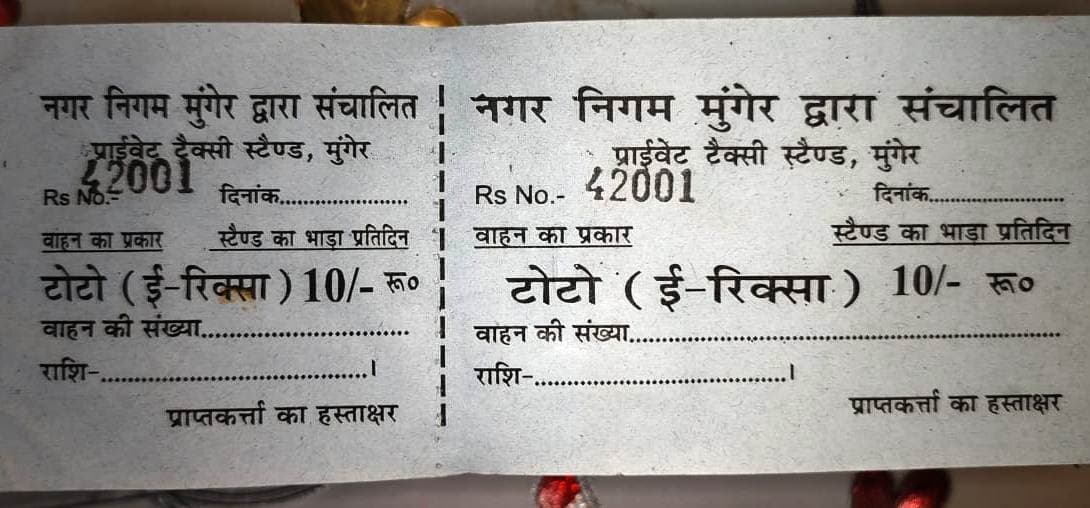 नगर निगम मुंगेर द्वारा संचालित
प्राईवेट टैक्सी स्टैण्ड, मुंगेर
Rs No.- 42001 दिनांक.......................
वाहन का प्रकार स्टैण्ड का भाड़ा प्रतिदिन
टोटो ( ई-रिक्सा ) 10/- रू०
वाहन की संख्या......................................
राशि-................................................।
प्राप्तकर्त्ता का हस्ताक्षर
नगर निगम मुंगेर द्वारा संचालित
प्राईवेट टैक्सी स्टैण्ड, मुंगेर
Rs No.- 42001 दिनांक.........................
वाहन का प्रकार स्टैण्ड का भाड़ा प्रतिदिन
टोटो ( ई-रिक्सा ) 10/- रू०
वाहन की संख्या................................................................
राशि-..............................................।
प्राप्तकर्त्ता का हस्ताक्षर